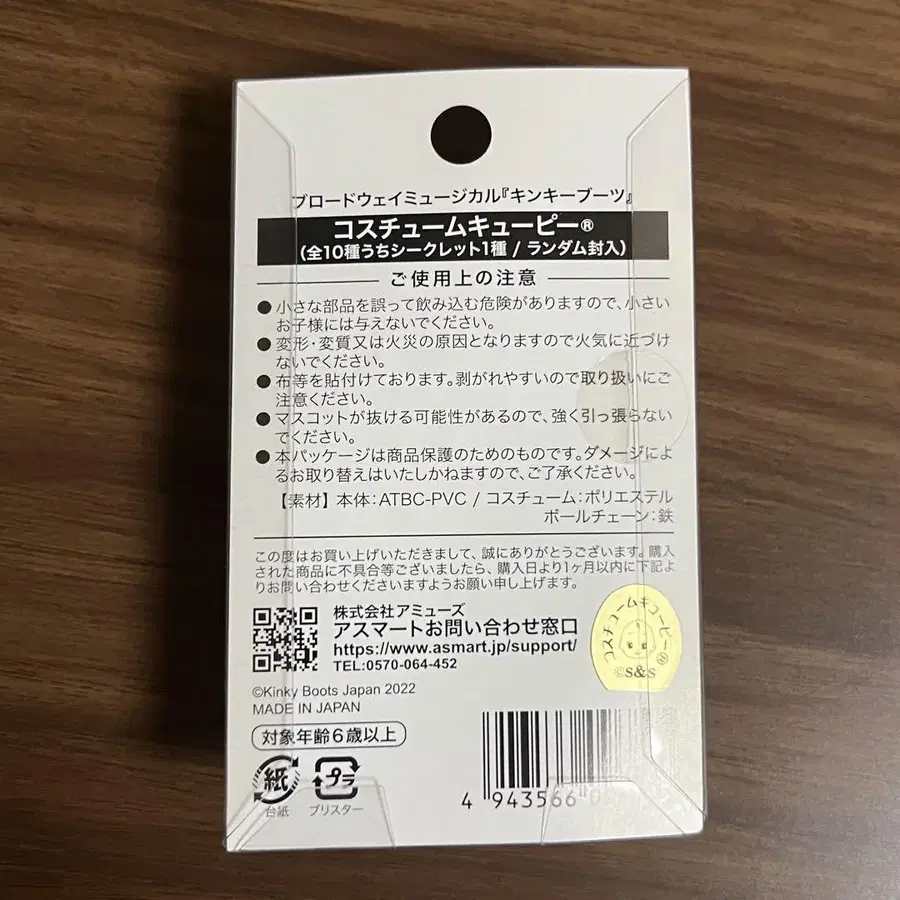 ブロードウェイミュージカル『キンキーブーツ』
コスチュームキューピー®
(全10種うちシークレット1種 / ランダム封入)
ご使用上の注意
● 小さな部品を誤って飲み込む危険がありますので、小さい
お子様には与えないでください。
● 変形・変質又は火災の原因となりますので火気に近づけ
ないでください。
● 布等を貼付けております。剥がれやすいので取り扱いにご
注意ください。
● マスコットが抜ける可能性があるので、強く引っ張らない
でください。
● 本パッケージは商品保護のためのものです。ダメージによ
るお取り替えはいたしかねますので、ご了承ください。
【素材】本体:ATBC-PVC / コスチューム:ポリエステル
ボールチェーン:鉄
この度はお買い上げいただきまして、誠にありがとうございます。購入
された商品に不具合等ございましたら、購入日より1ヶ月以内に下記よ
りお問い合わせくださいますようお願い申し上げます。
株式会社アミューズ
アスマートお問い合わせ窓口
https://www.asmart.jp/support/
TEL:0570-064-452
コスチュームキューピー®
©S&S
©Kinky Boots Japan 2022
MADE IN JAPAN
対象年齢6歳以上
紙
台紙
プラ
ブリスター
4 943566